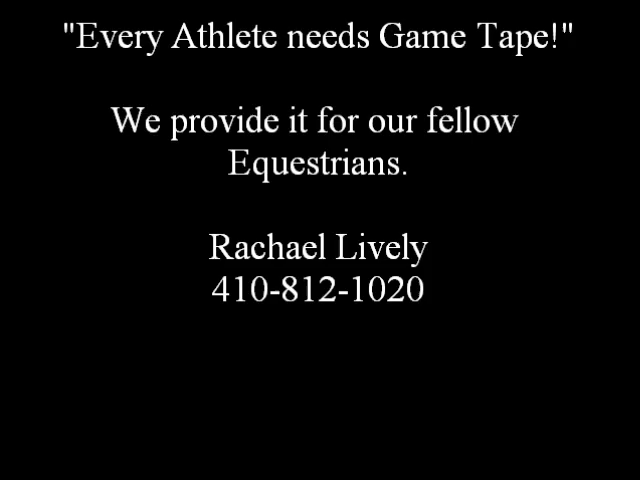 "Every Athlete needs Game Tape!"
We provide it for our fellow
Equestrians.
Rachael Lively
410-812-1020